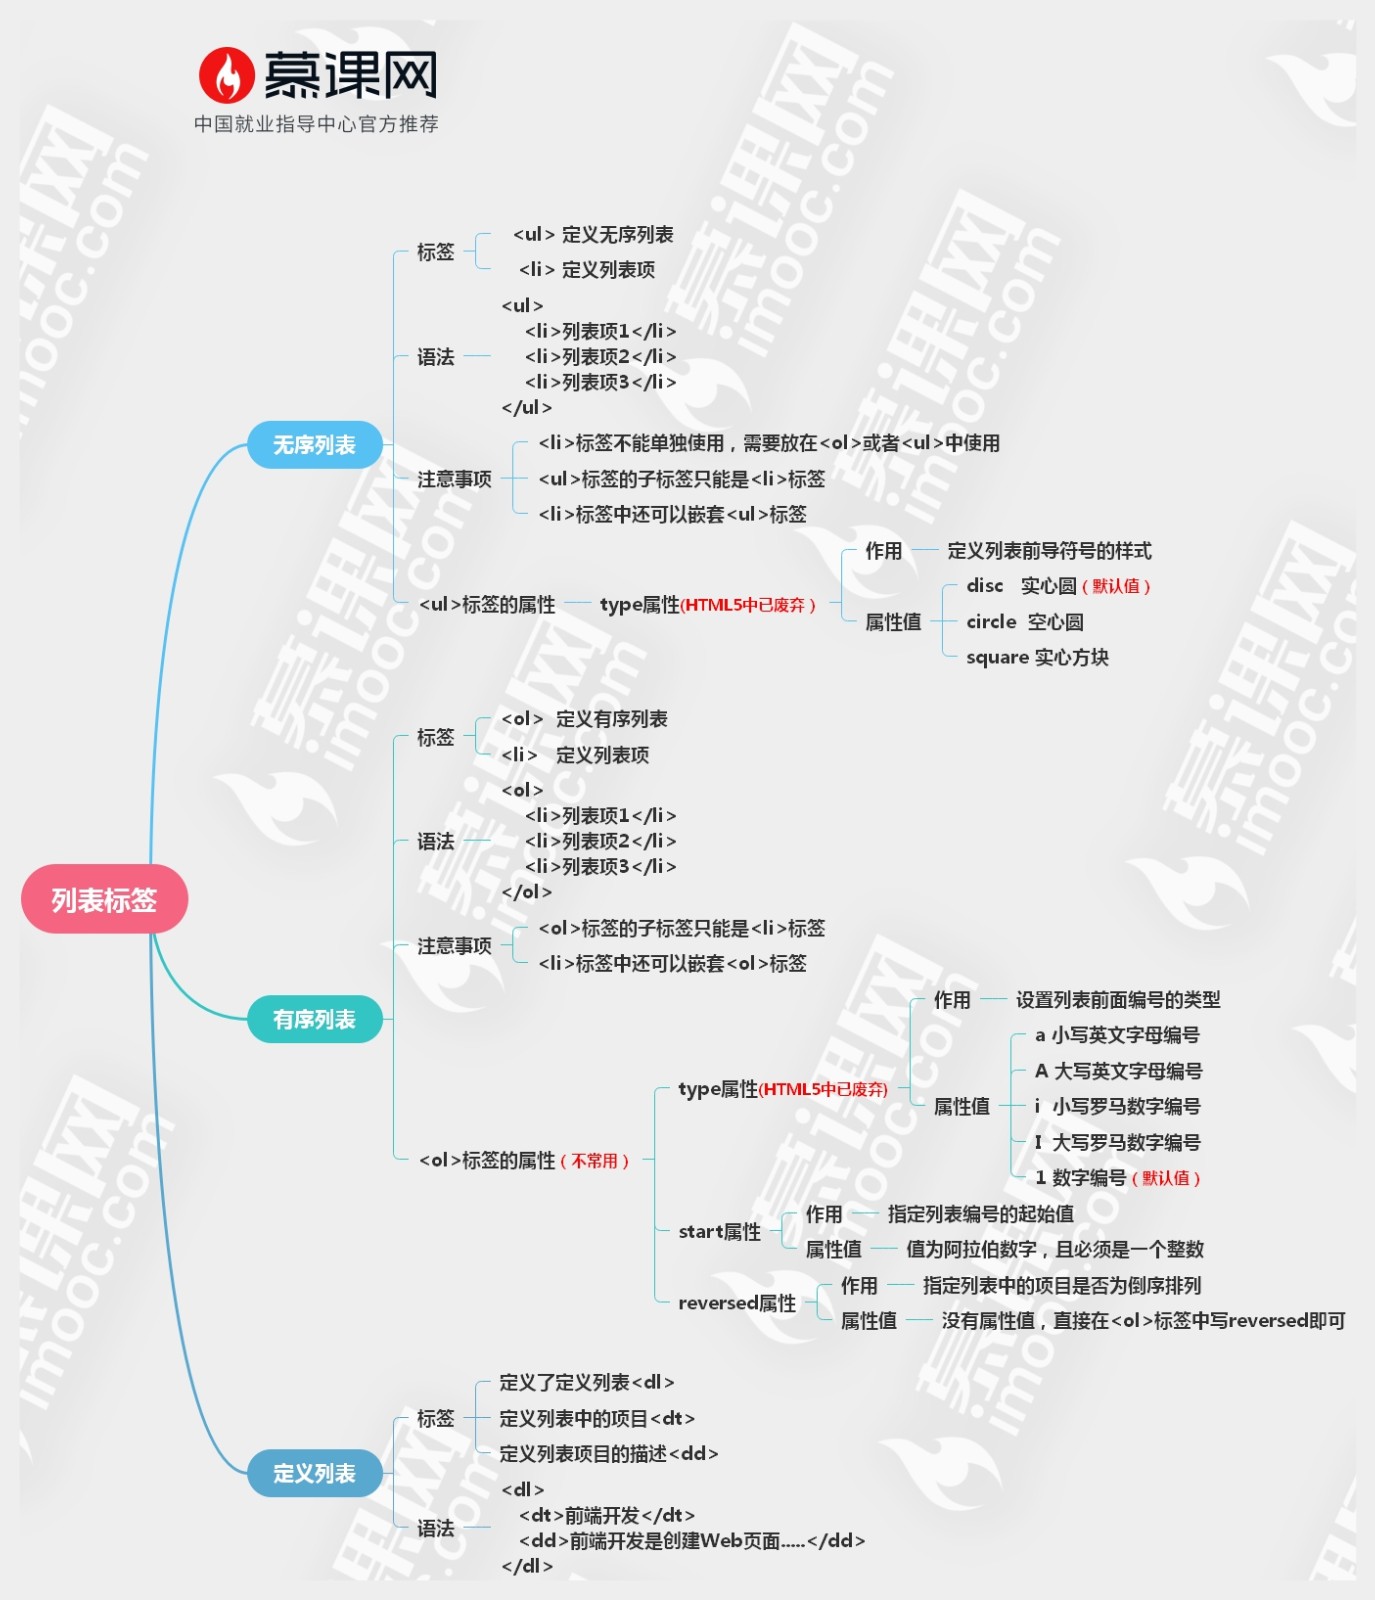 慕课网
中国就业指导中心官方推荐
列表标签
无序列表
标签
<ul> 定义无序列表
<li> 定义列表项
语法
<ul>
<li>列表项1</li>
<li>列表项2</li>
<li>列表项3</li>
</ul>
注意事项
<li>标签不能单独使用，需要放在<ol>或者<ul>中使用
<ul>标签的子标签只能是<li>标签
<li>标签中还可以嵌套<ul>标签
<ul>标签的属性
type属性(HTML5中已废弃）
作用
定义列表前导符号的样式
属性值
disc 实心圆（默认值）
circle 空心圆
square 实心方块
有序列表
标签
<ol> 定义有序列表
<li> 定义列表项
语法
<ol>
<li>列表项1</li>
<li>列表项2</li>
<li>列表项3</li>
</ol>
注意事项
<ol>标签的子标签只能是<li>标签
<li>标签中还可以嵌套<ol>标签
<ol>标签的属性（不常用）
type属性(HTML5中已废弃)
作用
设置列表前面编号的类型
属性值
a 小写英文字母编号
A 大写英文字母编号
i 小写罗马数字编号
I 大写罗马数字编号
1 数字编号（默认值）
start属性
作用
指定列表编号的起始值
属性值
值为阿拉伯数字，且必须是一个整数
reversed属性
作用
指定列表中的项目是否为倒序排列
属性值
没有属性值，直接在<ol>标签中写reversed即可
定义列表
标签
定义了定义列表<dl>
定义列表中的项目<dt>
定义列表项目的描述<dd>
语法
<dl>
<dt>前端开发</dt>
<dd>前端开发是创建Web页面.....</dd>
</dl>